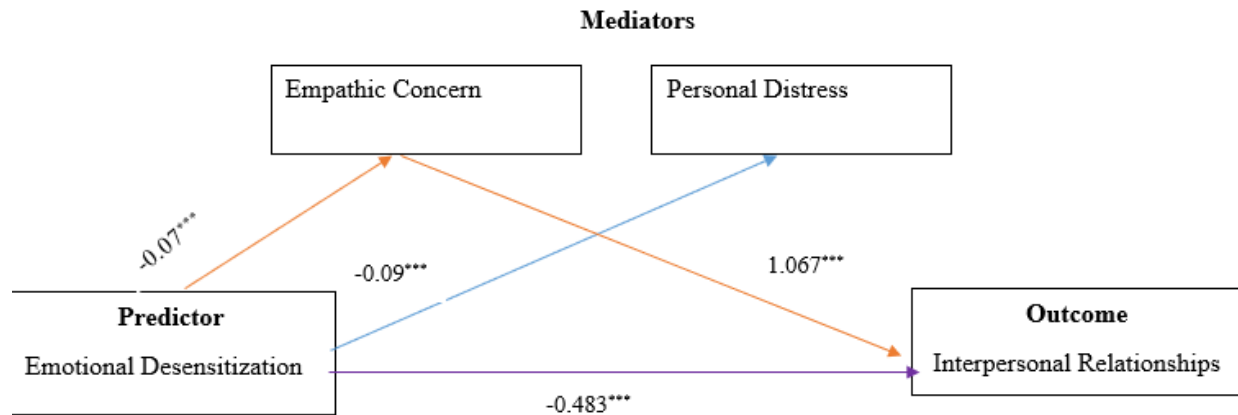 Mediators
Empathic Concern
Personal Distress
-0.07***
-0.09***
1.067***
Predictor
Emotional Desensitization
Outcome
Interpersonal Relationships
-0.483***